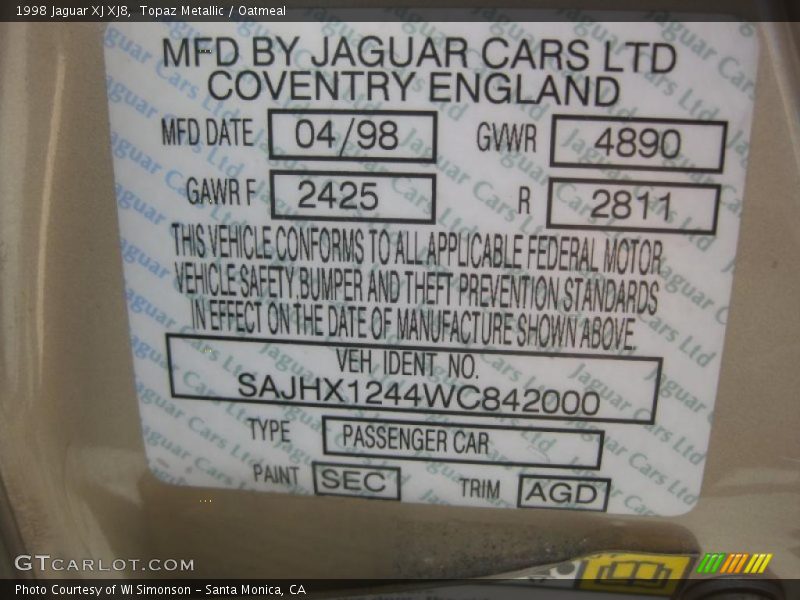 1998 Jaguar XJ XJ8,  Topaz Metallic / Oatmeal
MFD BY JAGUAR CARS LTD
COVENTRY ENGLAND
MFD DATE 04/98 GVWR 4890
GAWR F 2425 R 2811
THIS VEHICLE CONFORMS TO ALL APPLICABLE FEDERAL MOTOR
VEHICLE SAFETY, BUMPER AND THEFT PREVENTION STANDARDS
IN EFFECT ON THE DATE OF MANUFACTURE SHOWN ABOVE.
VEH. IDENT NO.
SAJHX1244WC842000
TYPE PASSENGER CAR
PAINT SEC TRIM AGD
GTCARLOT.COM
Photo Courtesy of WI Simonson - Santa Monica, CA